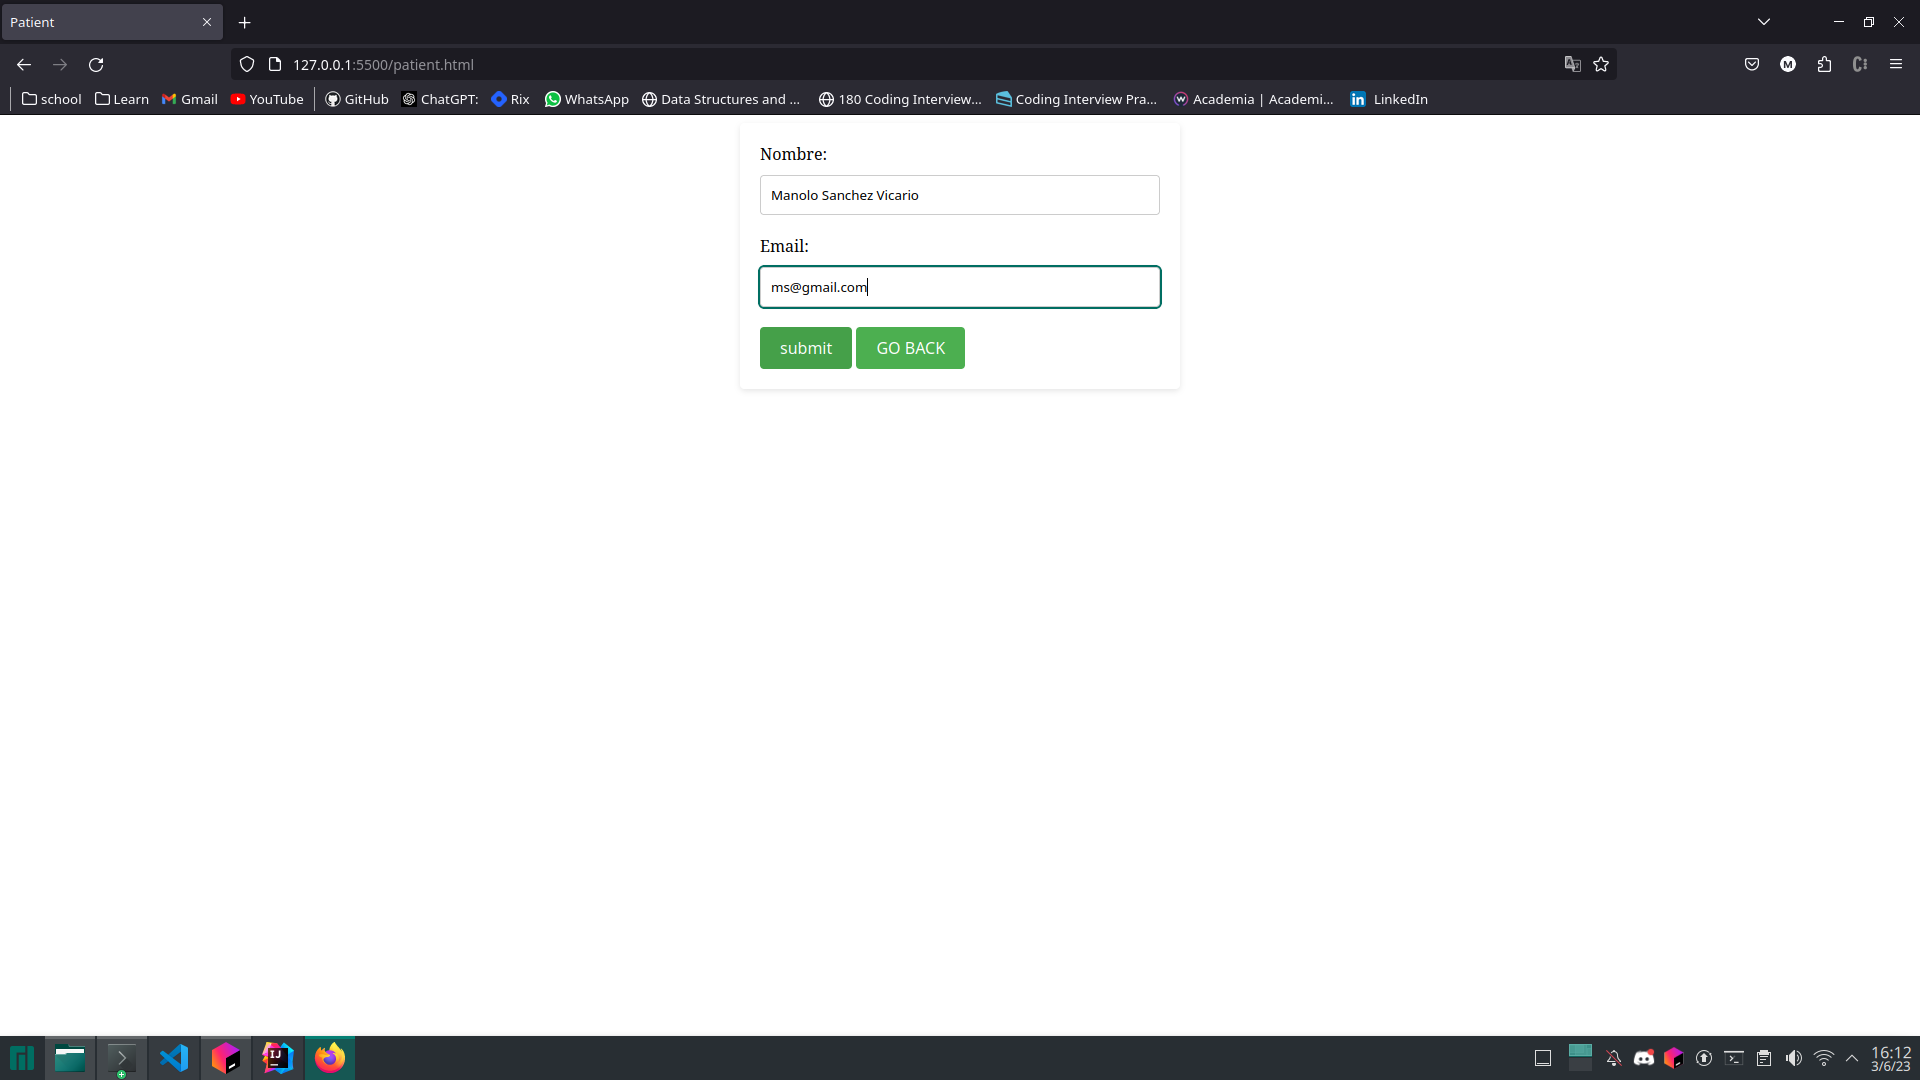 Patient
127.0.0.1:5500/patient.html
school Learn Gmail YouTube GitHub ChatGPT: Rix WhatsApp Data Structures and ... 180 Coding Interview... Coding Interview Pra... Academia | Academi... LinkedIn
Nombre:
Manolo Sanchez Vicario
Email:
ms@gmail.com
submit GO BACK
16:12
3/6/23